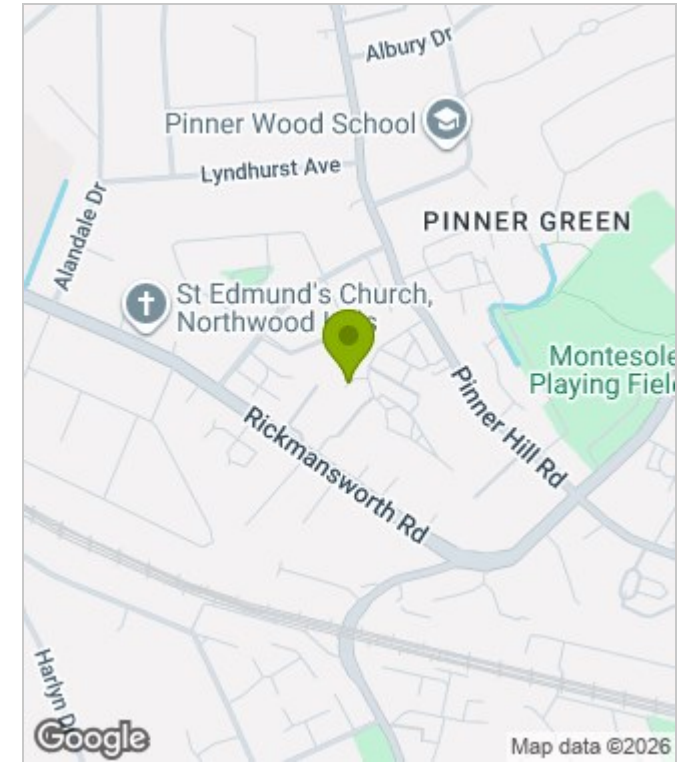 Albury Dr
Pinner Wood School
Lyndhurst Ave
PINNER GREEN
Alandale Dr
St Edmund's Church,
Northwood
Montesole
Playing Fiel
Pinner Hill Rd
Rickmansworth Rd
Harlyn D
Google
Map data ©2026